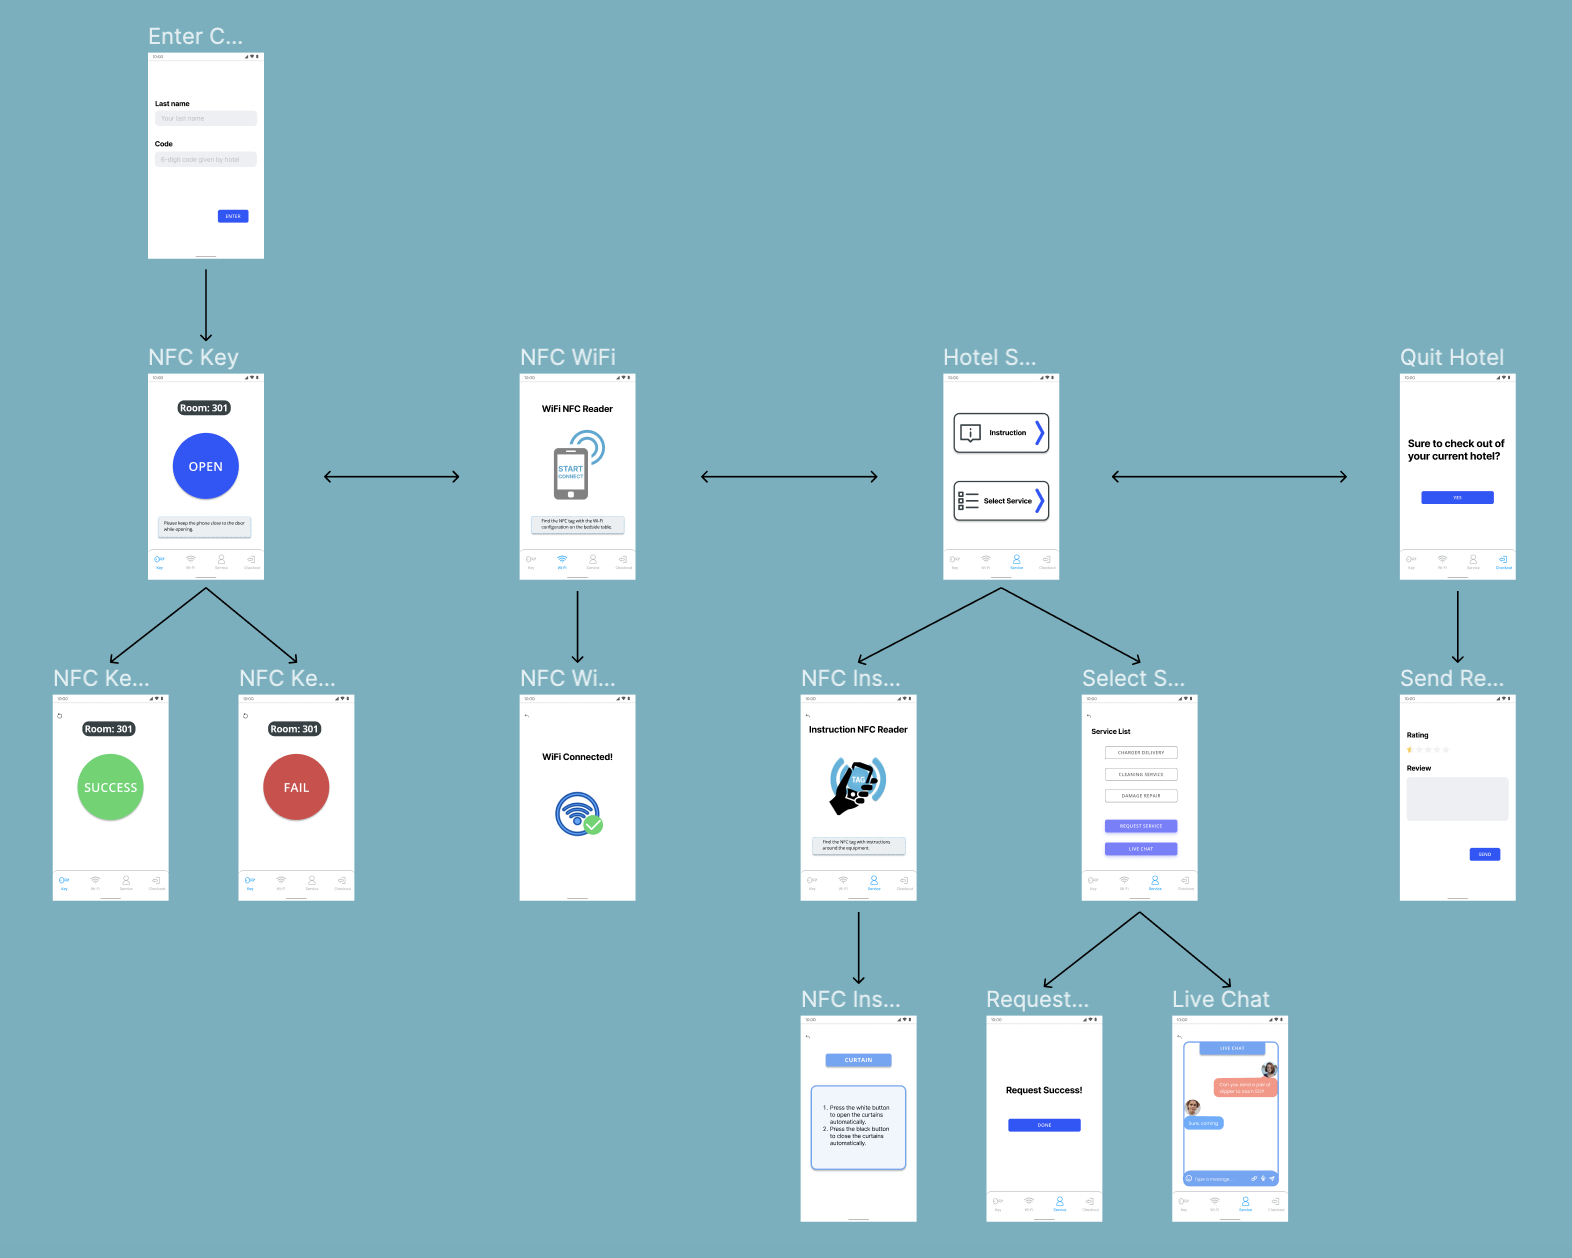 Enter C...
10:00
Last name
Your last name
Code
6-digit code given by hotel
ENTER
NFC Key
10:00
Room: 301
OPEN
Please keep the phone close to the door
while opening.
Key
Wi-Fi
Service
Checkout
NFC WiFi
10:00
WiFi NFC Reader
START
CONNECT
Find the NFC tag with the Wi-Fi
configuration on the bedside table.
Key
Wi-Fi
Service
Checkout
Hotel S...
10:00
Instruction
Select Service
Key
Wi-Fi
Service
Checkout
Quit Hotel
10:00
Sure to check out of
your current hotel?
YES
Key
Wi-Fi
Service
Checkout
NFC Ke...
10:00
Room: 301
SUCCESS
Key
Wi-Fi
Service
Checkout
NFC Ke...
10:00
Room: 301
FAIL
Key
Wi-Fi
Service
Checkout
NFC Wi...
10:00
WiFi Connected!
NFC Ins...
10:00
Instruction NFC Reader
TAG
Find the NFC tag with instructions
around the equipment.
Key
Wi-Fi
Service
Checkout
Select S...
10:00
Service List
CHARGER DELIVERY
CLEANING SERVICE
DAMAGE REPAIR
REQUEST SERVICE
LIVE CHAT
Key
Wi-Fi
Service
Checkout
Send Re...
10:00
Rating
Review
SEND
NFC Ins...
10:00
CURTAIN
1. Press the white button
to open the curtains
automatically.
2. Press the black button
to close the curtains
automatically.
Request...
10:00
Request Success!
DONE
Key
Wi-Fi
Service
Checkout
Live Chat
10:00
LIVE CHAT
Can you send a pair of
slipper to room
Sure, coming
Type a message...
Key
Wi-Fi
Service
Checkout